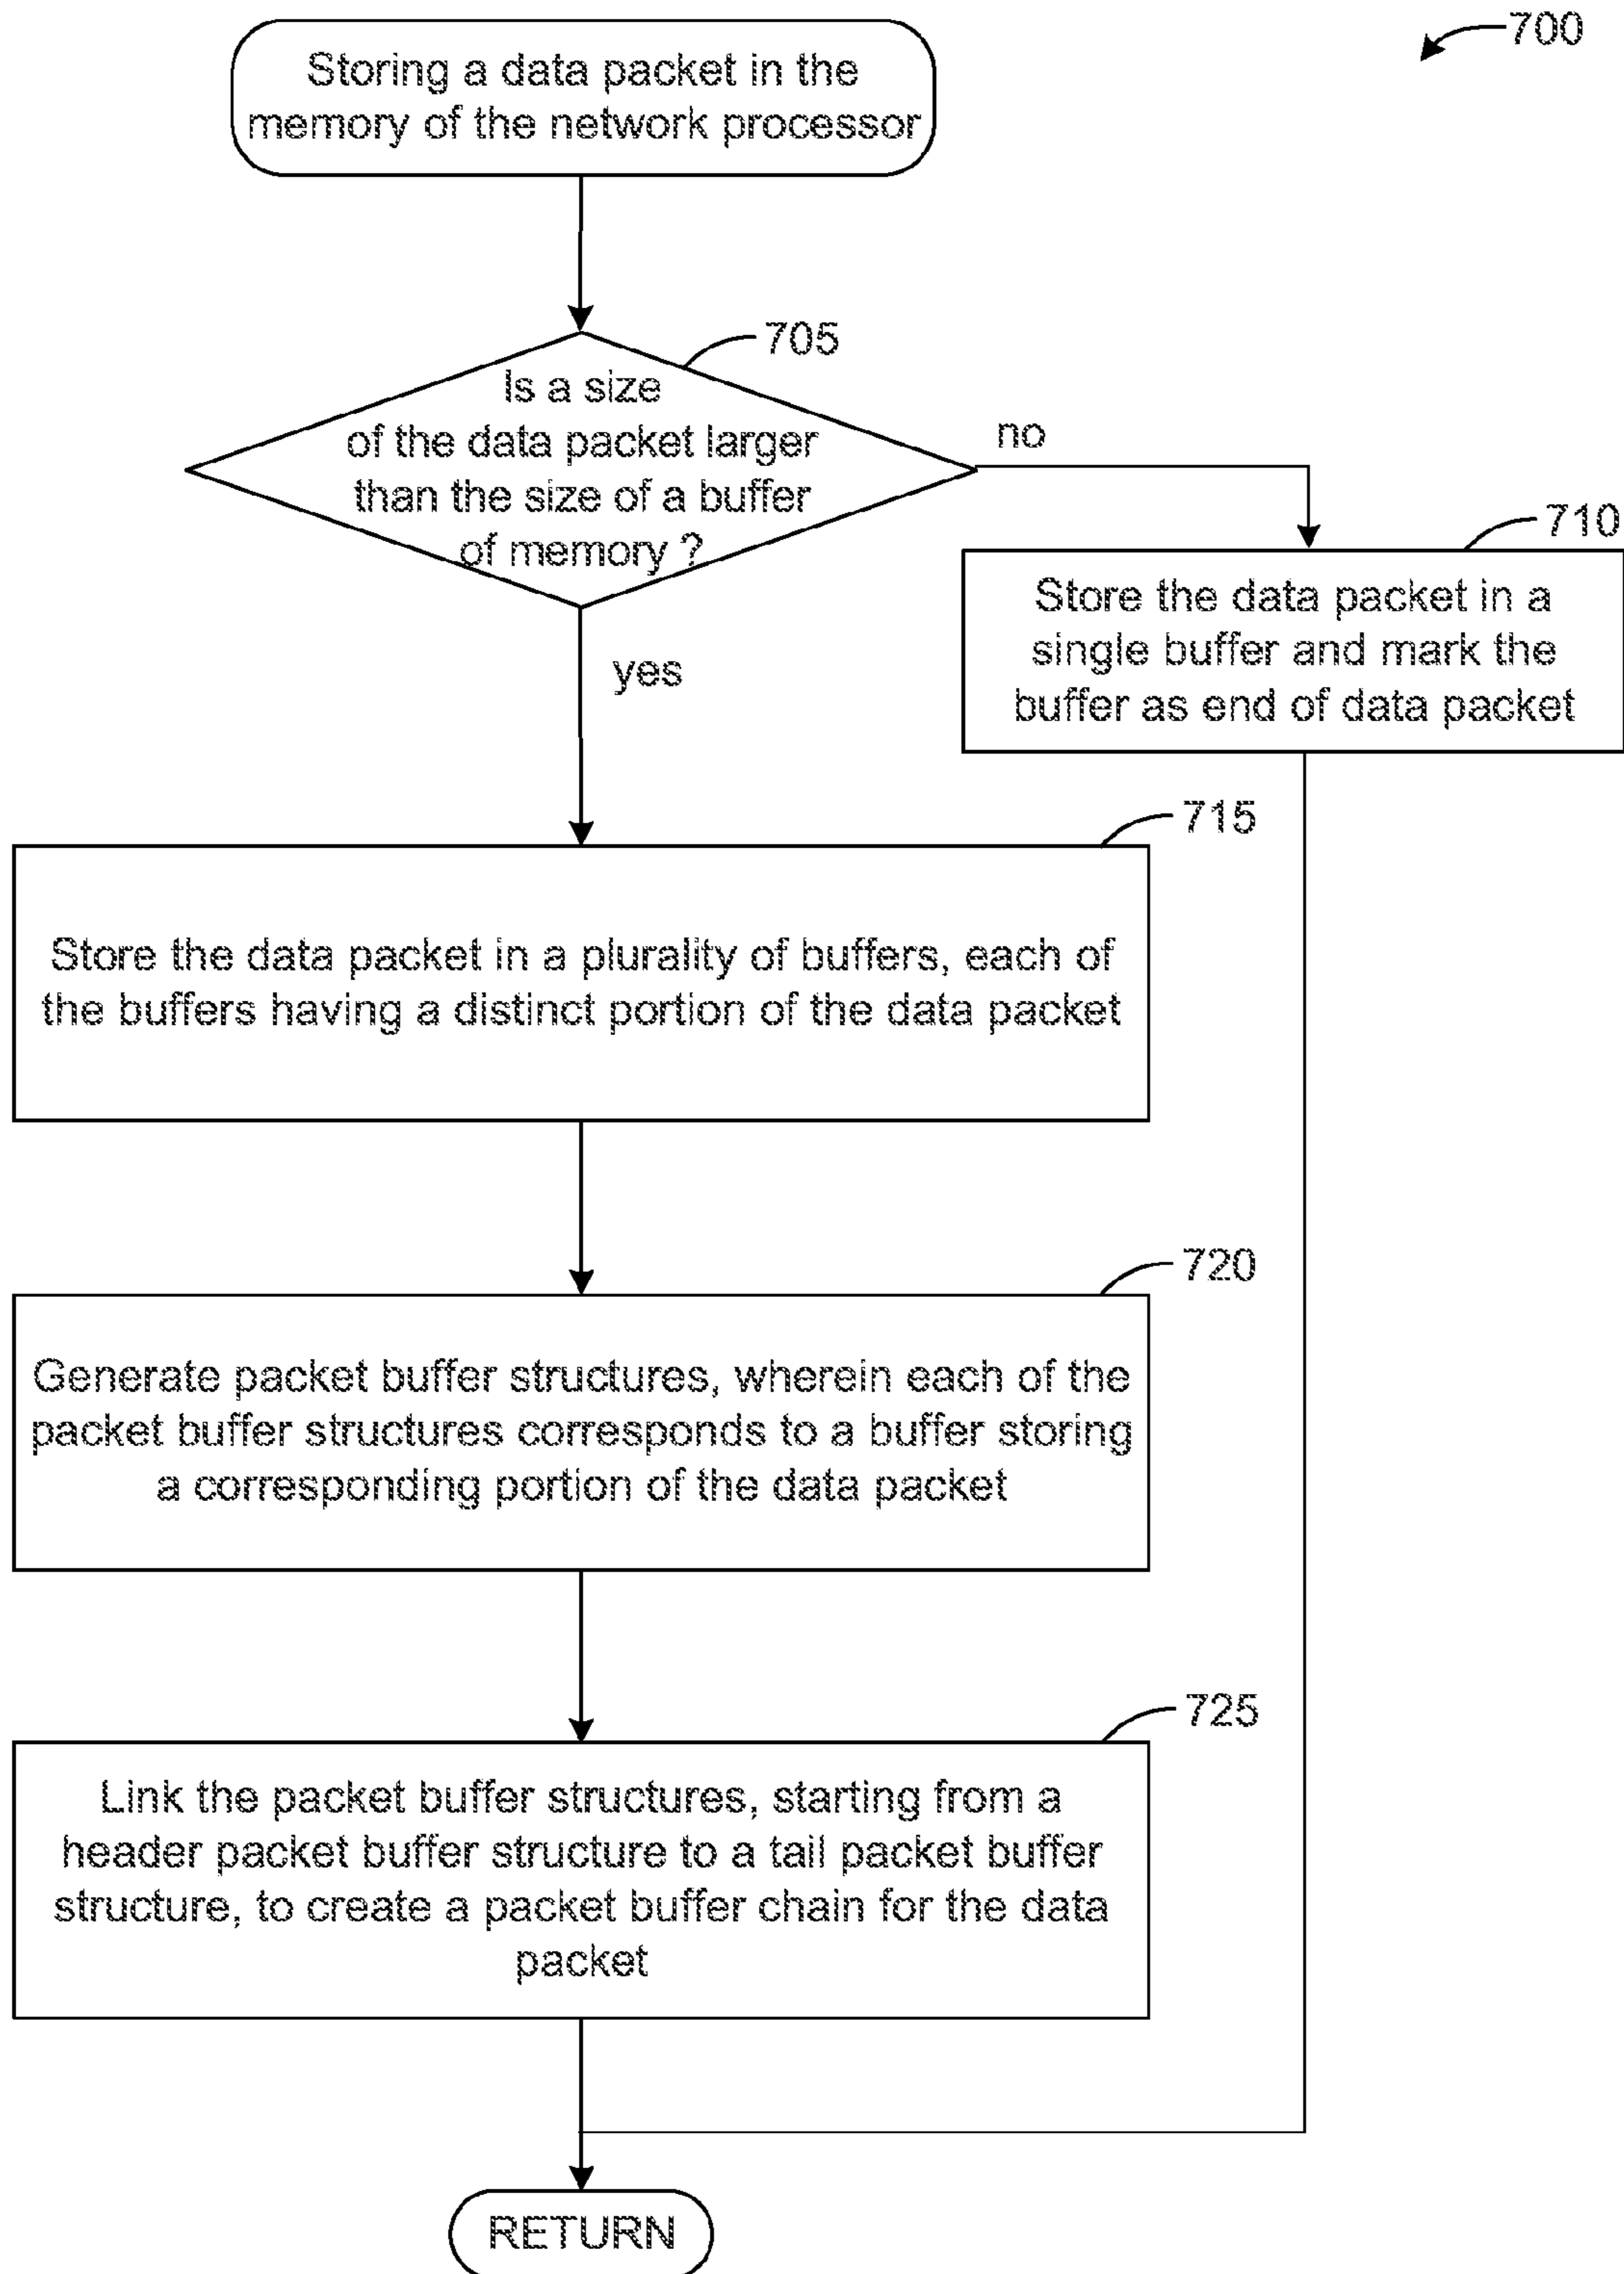 700
Storing a data packet in the
memory of the network processor
705
Is a size
of the data packet larger
than the size of a buffer
of memory ?
no
710
Store the data packet in a
single buffer and mark the
buffer as end of data packet
yes
715
Store the data packet in a plurality of buffers, each of
the buffers having a distinct portion of the data packet
720
Generate packet buffer structures, wherein each of the
packet buffer structures corresponds to a buffer storing
a corresponding portion of the data packet
725
Link the packet buffer structures, starting from a
header packet buffer structure to a tail packet buffer
structure, to create a packet buffer chain for the data
packet
RETURN